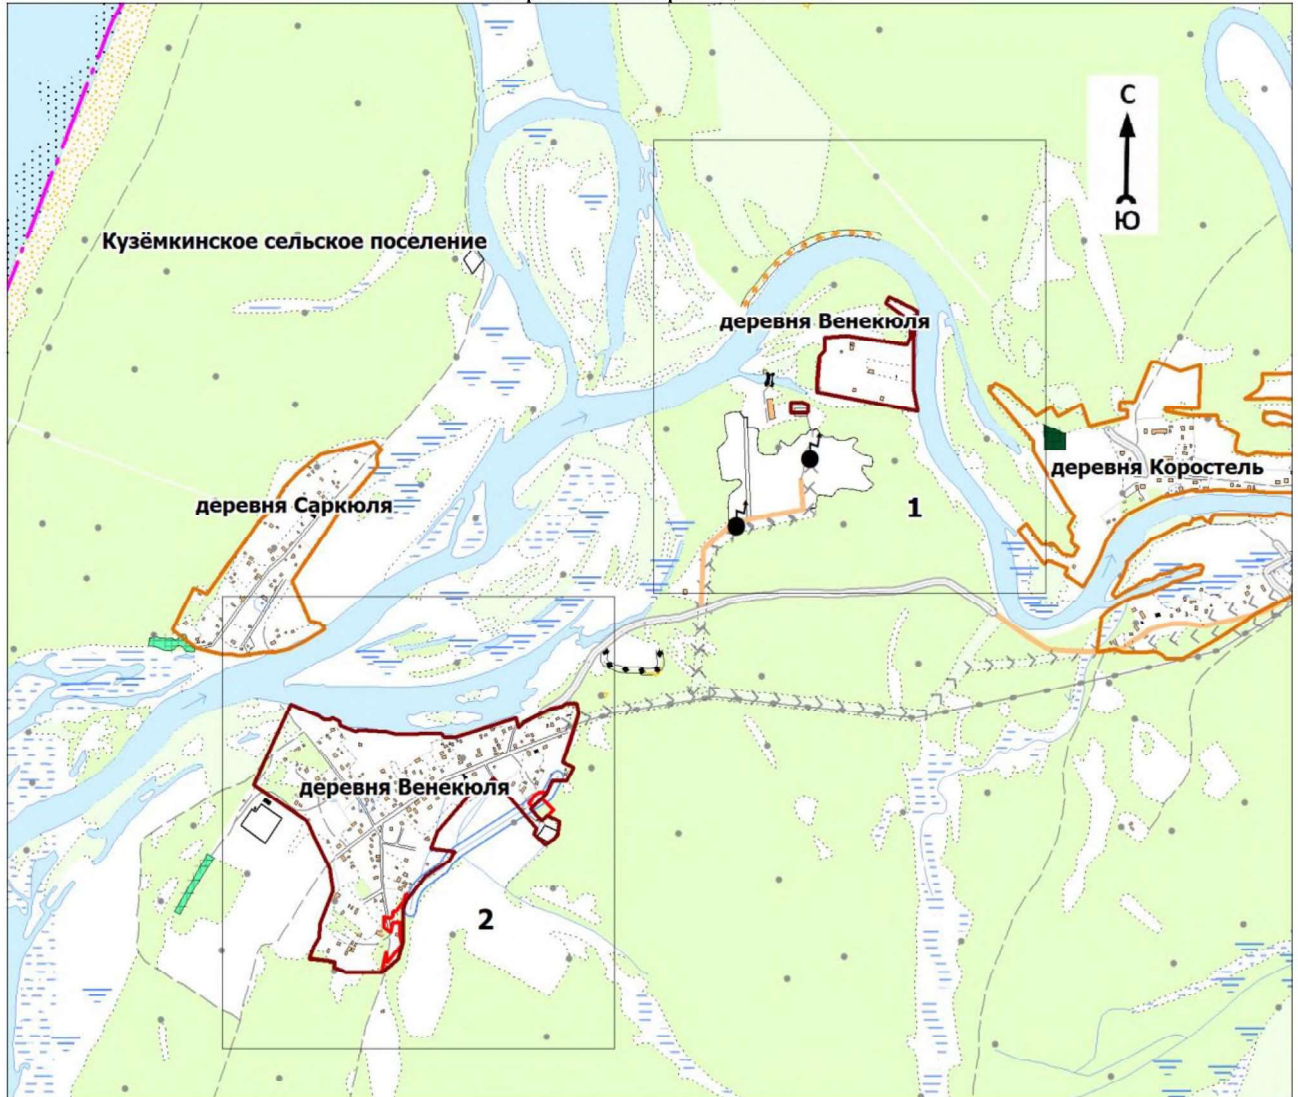 С
Ю
Кузёмкинское сельское поселение
деревня Венекюля
деревня Коростель
деревня Саркюля
1
деревня Венекюля
2